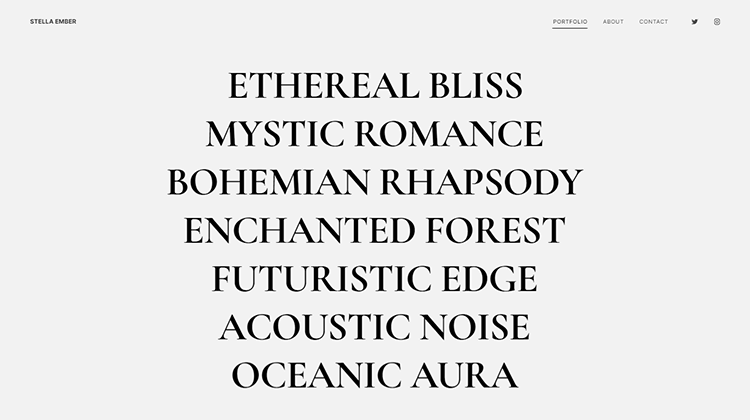 STELLA EMBER
PORTFOLIO ABOUT CONTACT
ETHEREAL BLISS
MYSTIC ROMANCE
BOHEMIAN RHAPSODY
ENCHANTED FOREST
FUTURISTIC EDGE
ACOUSTIC NOISE
OCEANIC AURA